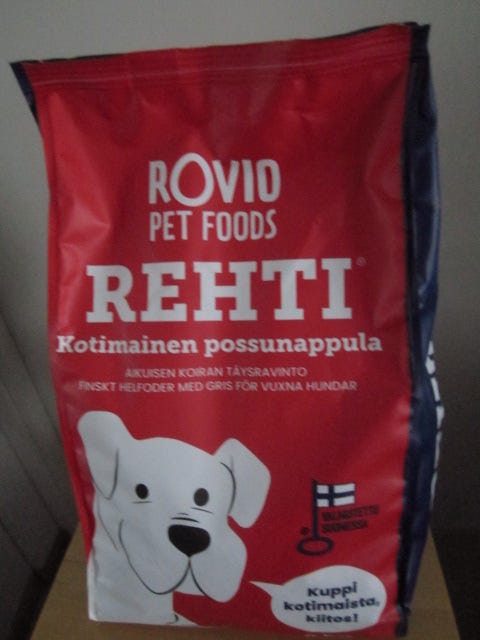 ROVIO
PET FOODS
REHTI®
Kotimainen possunappula
AIKUISEN KOIRAN TÄYSRAVINTO
FINSKT HELFODER MED GRIS FÖR VUXNA HUNDAR
VALMISTETTU
SUOMESSA
Kuppi
kotimaista,
kiitos!